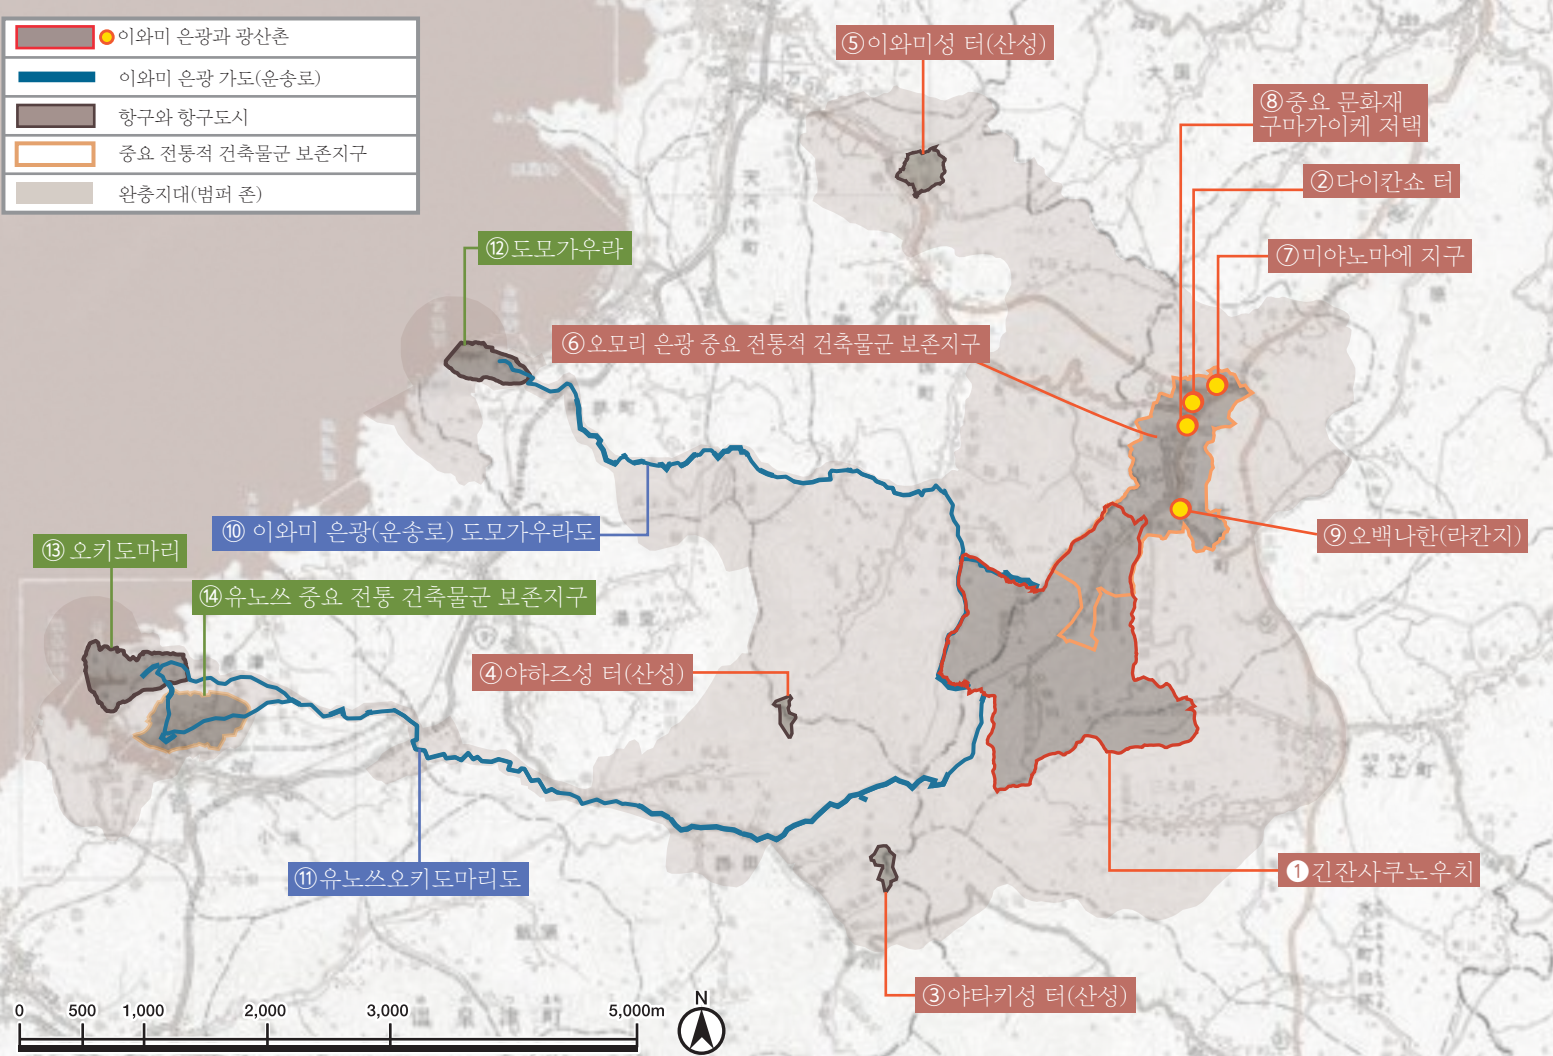 이와미 은광과 광산촌
이와미 은광 가도(운송로)
항구와 항구도시
중요 전통적 건축물군 보존지구
완충지대(범퍼 존)
⑤이와미성 터(산성)
⑧중요 문화재
구마가이케 저택
②다이칸쇼 터
⑦미야노마에 지구
⑫도모가우라
⑥오모리 은광 중요 전통적 건축물군 보존지구
⑩ 이와미 은광(운송로) 도모가우라도
⑨오백나한(라칸지)
⑬ 오키도마리
⑭유노쓰 중요 전통 건축물군 보존지구
④야하즈성 터(산성)
⑪유노쓰오키도마리도
❶긴잔사쿠노우치
③야타키성 터(산성)
0 500 1,000 2,000 3,000 5,000m
N